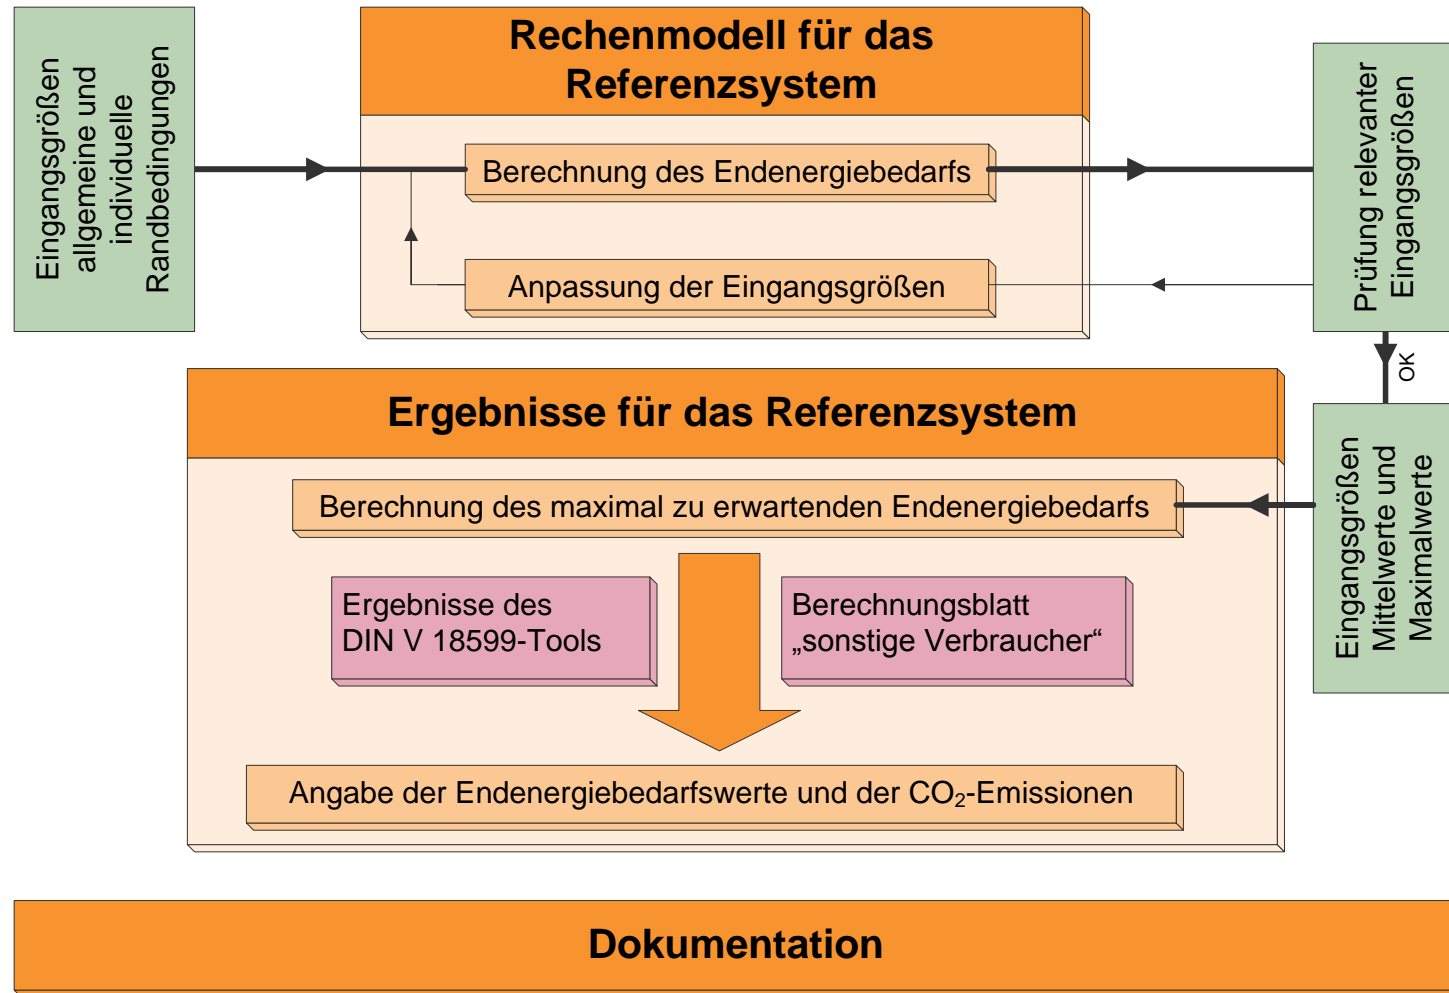 Eingangsgrößen
allgemeine und
individuelle
Randbedingungen
Rechenmodell für das
Referenzsystem
Berechnung des Endenergiebedarfs
Anpassung der Eingangsgrößen
Prüfung relevanter
Eingangsgrößen
OK
Eingangsgrößen
Mittelwerte und
Maximalwerte
Ergebnisse für das Referenzsystem
Berechnung des maximal zu erwartenden Endenergiebedarfs
Ergebnisse des
DIN V 18599-Tools
Berechnungsblatt
„sonstige Verbraucher“
Angabe der Endenergiebedarfswerte und der CO₂-Emissionen
Dokumentation